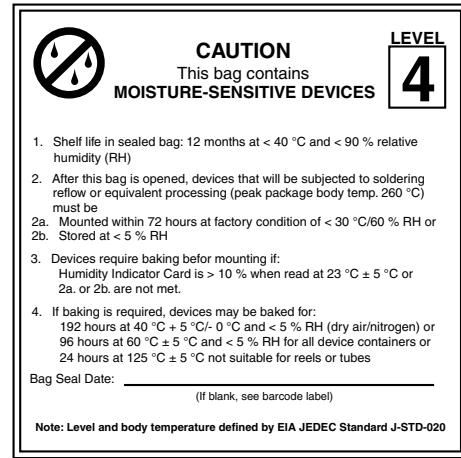 LEVEL
4
CAUTION
This bag contains
MOISTURE-SENSITIVE DEVICES
1. Shelf life in sealed bag: 12 months at < 40 °C and < 90 % relative
humidity (RH)
2. After this bag is opened, devices that will be subjected to soldering
reflow or equivalent processing (peak package body temp. 260 °C)
must be
2a. Mounted within 72 hours at factory condition of < 30 °C/60 % RH or
2b. Stored at < 5 % RH
3. Devices require baking befor mounting if:
Humidity Indicator Card is > 10 % when read at 23 °C ± 5 °C or
2a. or 2b. are not met.
4. If baking is required, devices may be baked for:
192 hours at 40 °C + 5 °C/- 0 °C and < 5 % RH (dry air/nitrogen) or
96 hours at 60 °C ± 5 °C and < 5 % RH for all device containers or
24 hours at 125 °C ± 5 °C not suitable for reels or tubes
Bag Seal Date:
(If blank, see barcode label)
Note: Level and body temperature defined by EIA JEDEC Standard J-STD-020